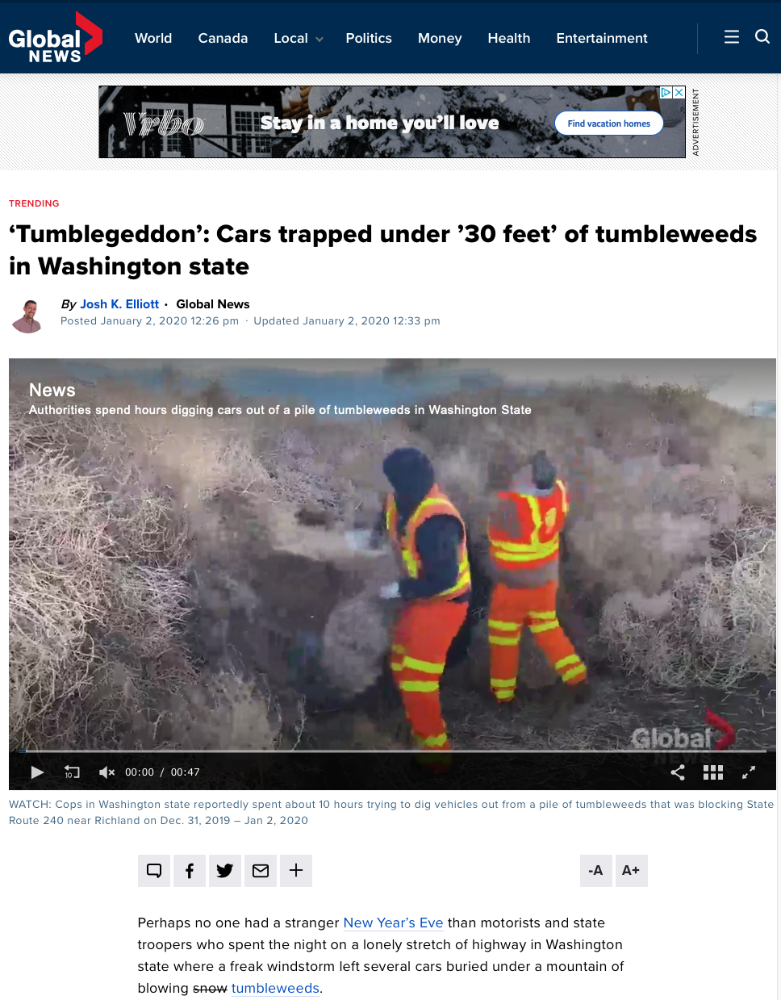 Global
NEWS
World Canada Local Politics Money Health Entertainment
Vrbo
Stay in a home you'll love
Find vacation homes
ADVERTISEMENT
TRENDING
‘Tumblegeddon’: Cars trapped under ’30 feet’ of tumbleweeds
in Washington state
By Josh K. Elliott · Global News
Posted January 2, 2020 12:26 pm · Updated January 2, 2020 12:33 pm
News
Authorities spend hours digging cars out of a pile of tumbleweeds in Washington State
Global
NEWS
10
00:00 / 00:47
WATCH: Cops in Washington state reportedly spent about 10 hours trying to dig vehicles out from a pile of tumbleweeds that was blocking State
Route 240 near Richland on Dec. 31, 2019 – Jan 2, 2020
-A A+
Perhaps no one had a stranger New Year’s Eve than motorists and state
troopers who spent the night on a lonely stretch of highway in Washington
state where a freak windstorm left several cars buried under a mountain of
blowing snow tumbleweeds.